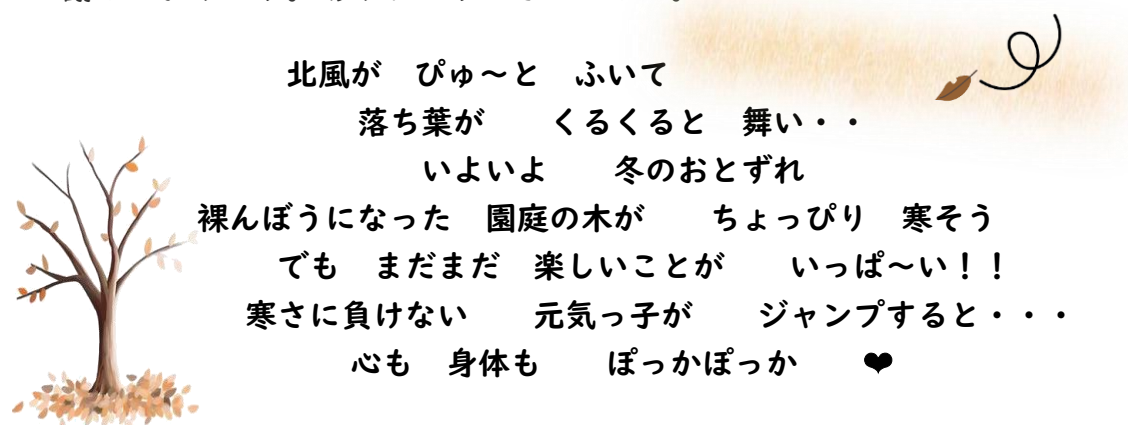 北風が　ぴゅ～と　ふいて
落ち葉が　　くるくると　舞い・・
いよいよ　　冬のおとずれ
裸んぼうになった　園庭の木が　　ちょっぴり　寒そう
でも　まだまだ　楽しいことが　　いっぱ～い！！
寒さに負けない　　元気っ子が　　ジャンプすると・・・
心も　身体も　　ぽっかぽっか　　❤